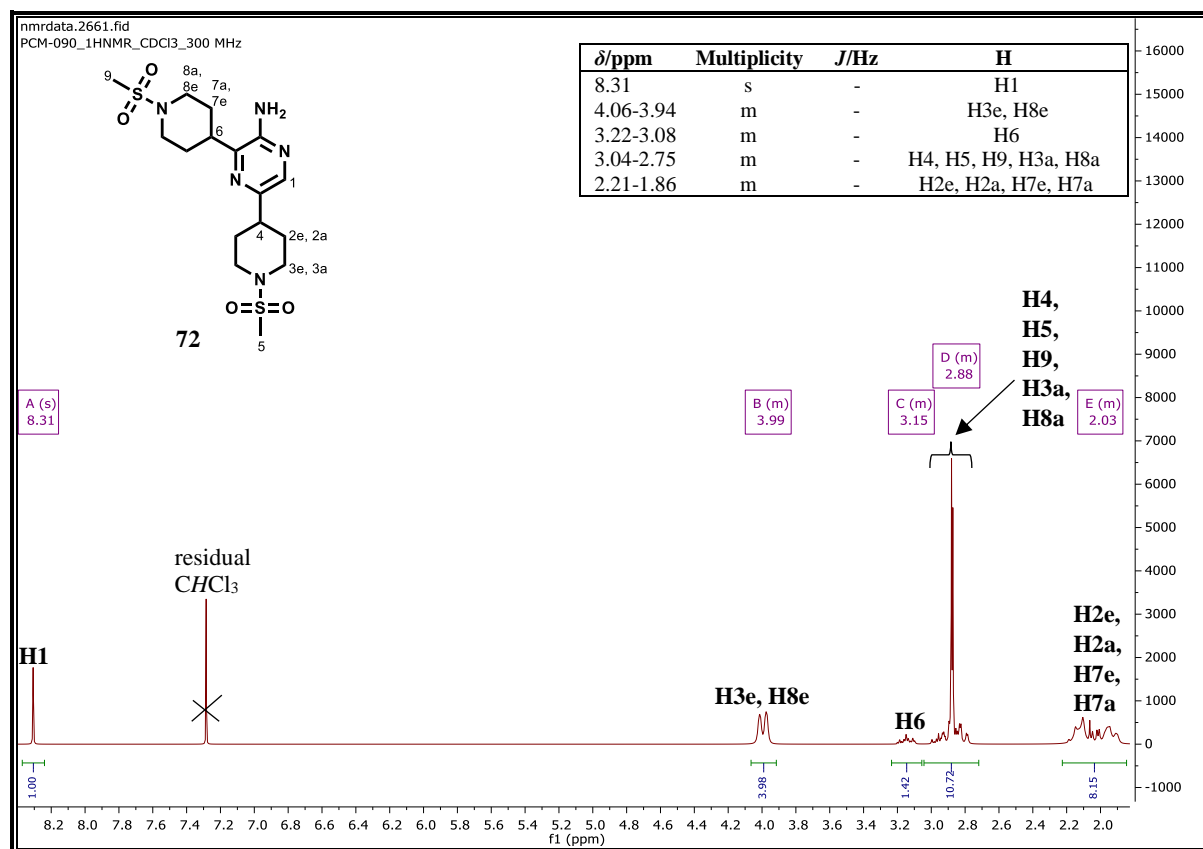 nmrdata.2661.fid
PCM-090_1HNMR_CDCl3_300 MHz
δ/ppm Multiplicity J/Hz H
8.31 s - H1
4.06-3.94 m - H3e, H8e
3.22-3.08 m - H6
3.04-2.75 m - H4, H5, H9, H3a, H8a
2.21-1.86 m - H2e, H2a, H7e, H7a
9
O
S
O
N
8a,
8e
7a,
7e
6
NH₂
N
N
1
4
2e, 2a
3e, 3a
N
O S O
5
72
A (s)
8.31
B (m)
3.99
C (m)
3.15
D (m)
2.88
E (m)
2.03
H4,
H5,
H9,
H3a,
H8a
residual
CHCl₃
H1
H3e, H8e
H6
H2e,
H2a,
H7e,
H7a
1.00
3.98
1.42
10.72
8.15
16000
15000
14000
13000
12000
11000
10000
9000
8000
7000
6000
5000
4000
3000
2000
1000
0
-1000
8.2 8.0 7.8 7.6 7.4 7.2 7.0 6.8 6.6 6.4 6.2 6.0 5.8 5.6 5.4 5.2 5.0 4.8 4.6 4.4 4.2 4.0 3.8 3.6 3.4 3.2 3.0 2.8 2.6 2.4 2.2 2.0
f1 (ppm)